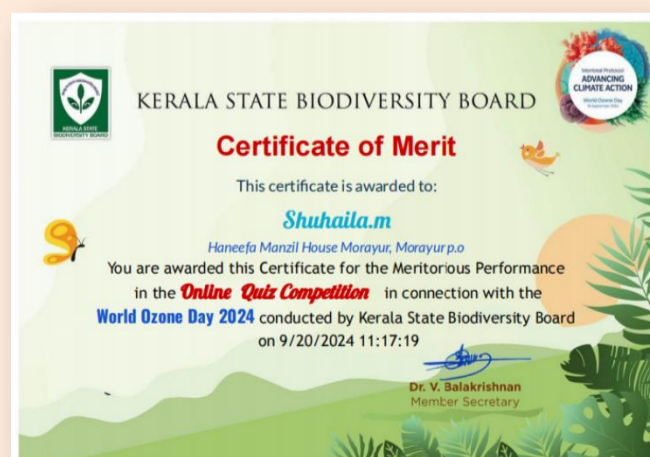 KERALA STATE
BIODIVERSITY BOARD
Montreal Protocol:
ADVANCING
CLIMATE ACTION
World Ozone Day
KERALA STATE BIODIVERSITY BOARD
Certificate of Merit
This certificate is awarded to:
Shuhaila.m
Haneefa Manzil House Morayur, Morayur p.o
You are awarded this Certificate for the Meritorious Performance
in the Online Quiz Competition in connection with the
World Ozone Day 2024 conducted by Kerala State Biodiversity Board
on 9/20/2024 11:17:19
Dr. V. Balakrishnan
Member Secretary